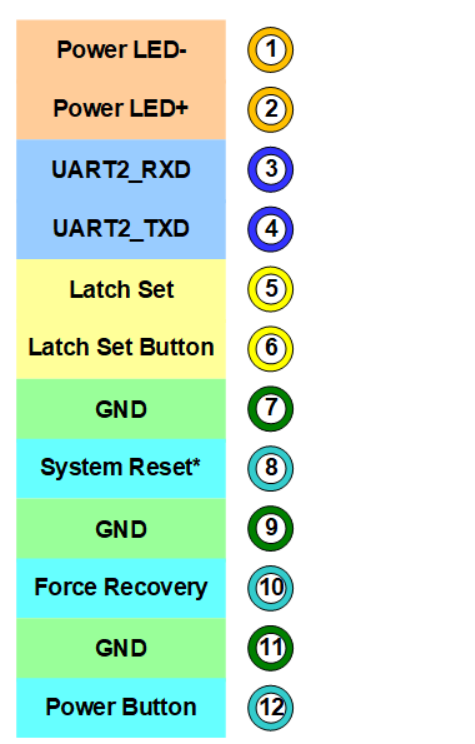 Power LED- 1
Power LED+ 2
UART2_RXD 3
UART2_TXD 4
Latch Set 5
Latch Set Button 6
GND 7
System Reset* 8
GND 9
Force Recovery 10
GND 11
Power Button 12